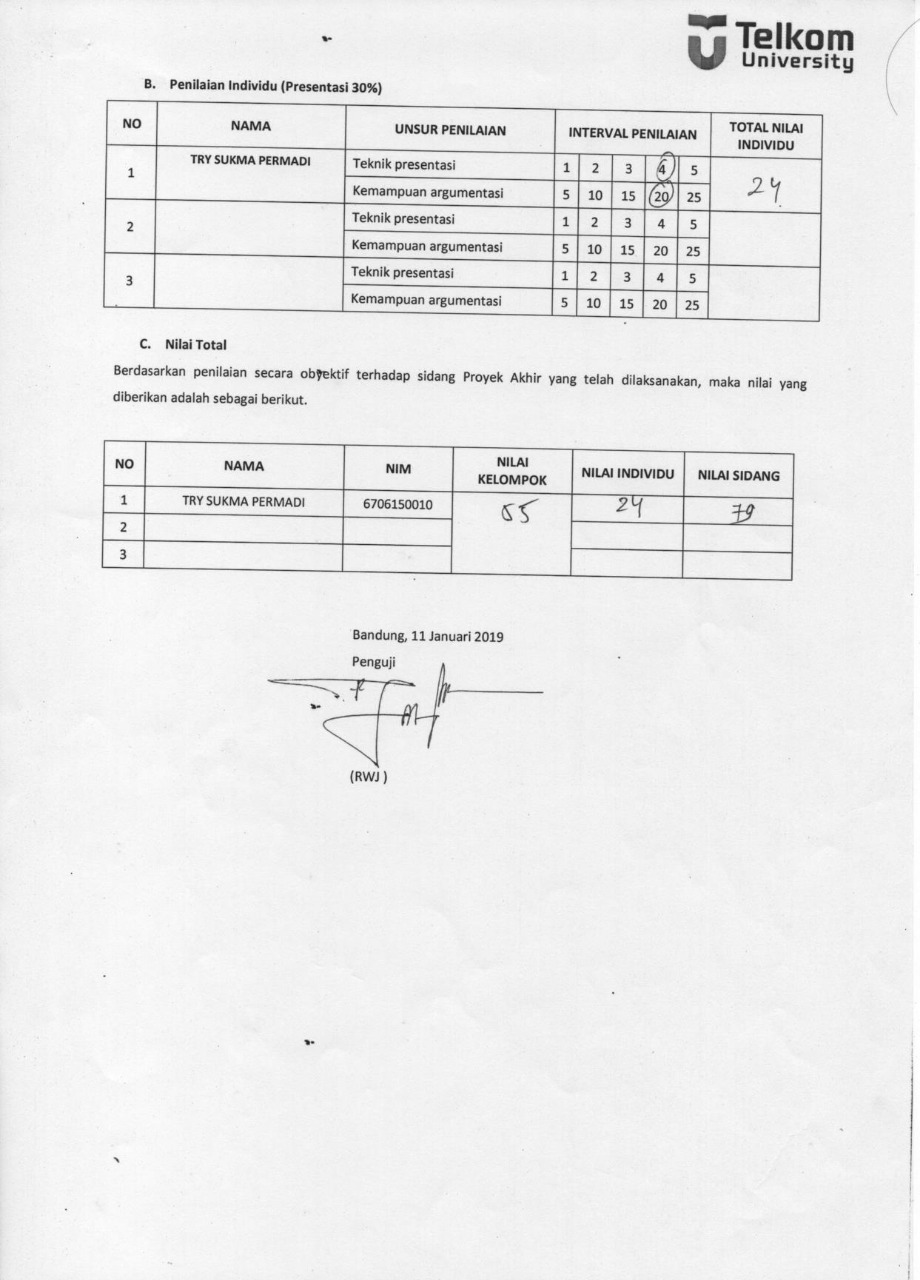 Telkom
University
B. Penilaian Individu (Presentasi 30%)
NO NAMA UNSUR PENILAIAN INTERVAL PENILAIAN TOTAL NILAI INDIVIDU
1 TRY SUKMA PERMADI Teknik presentasi 1 2 3 4 5 24
Kemampuan argumentasi 5 10 15 20 25
2 Teknik presentasi 1 2 3 4 5
Kemampuan argumentasi 5 10 15 20 25
3 Teknik presentasi 1 2 3 4 5
Kemampuan argumentasi 5 10 15 20 25
C. Nilai Total
Berdasarkan penilaian secara obyektif terhadap sidang Proyek Akhir yang telah dilaksanakan, maka nilai yang
diberikan adalah sebagai berikut.
NO NAMA NIM NILAI KELOMPOK NILAI INDIVIDU NILAI SIDANG
1 TRY SUKMA PERMADI 6706150010 55 24 79
2
3
Bandung, 11 Januari 2019
Penguji
(RWJ )